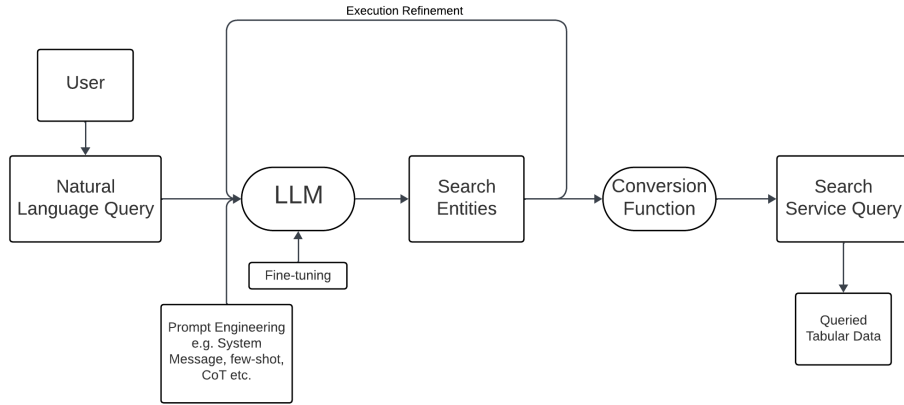 Execution Refinement
User
Natural
Language Query
LLM
Search
Entities
Conversion
Function
Search
Service Query
Fine-tuning
Prompt Engineering
e.g. System
Message, few-shot,
CoT etc.
Queried
Tabular Data